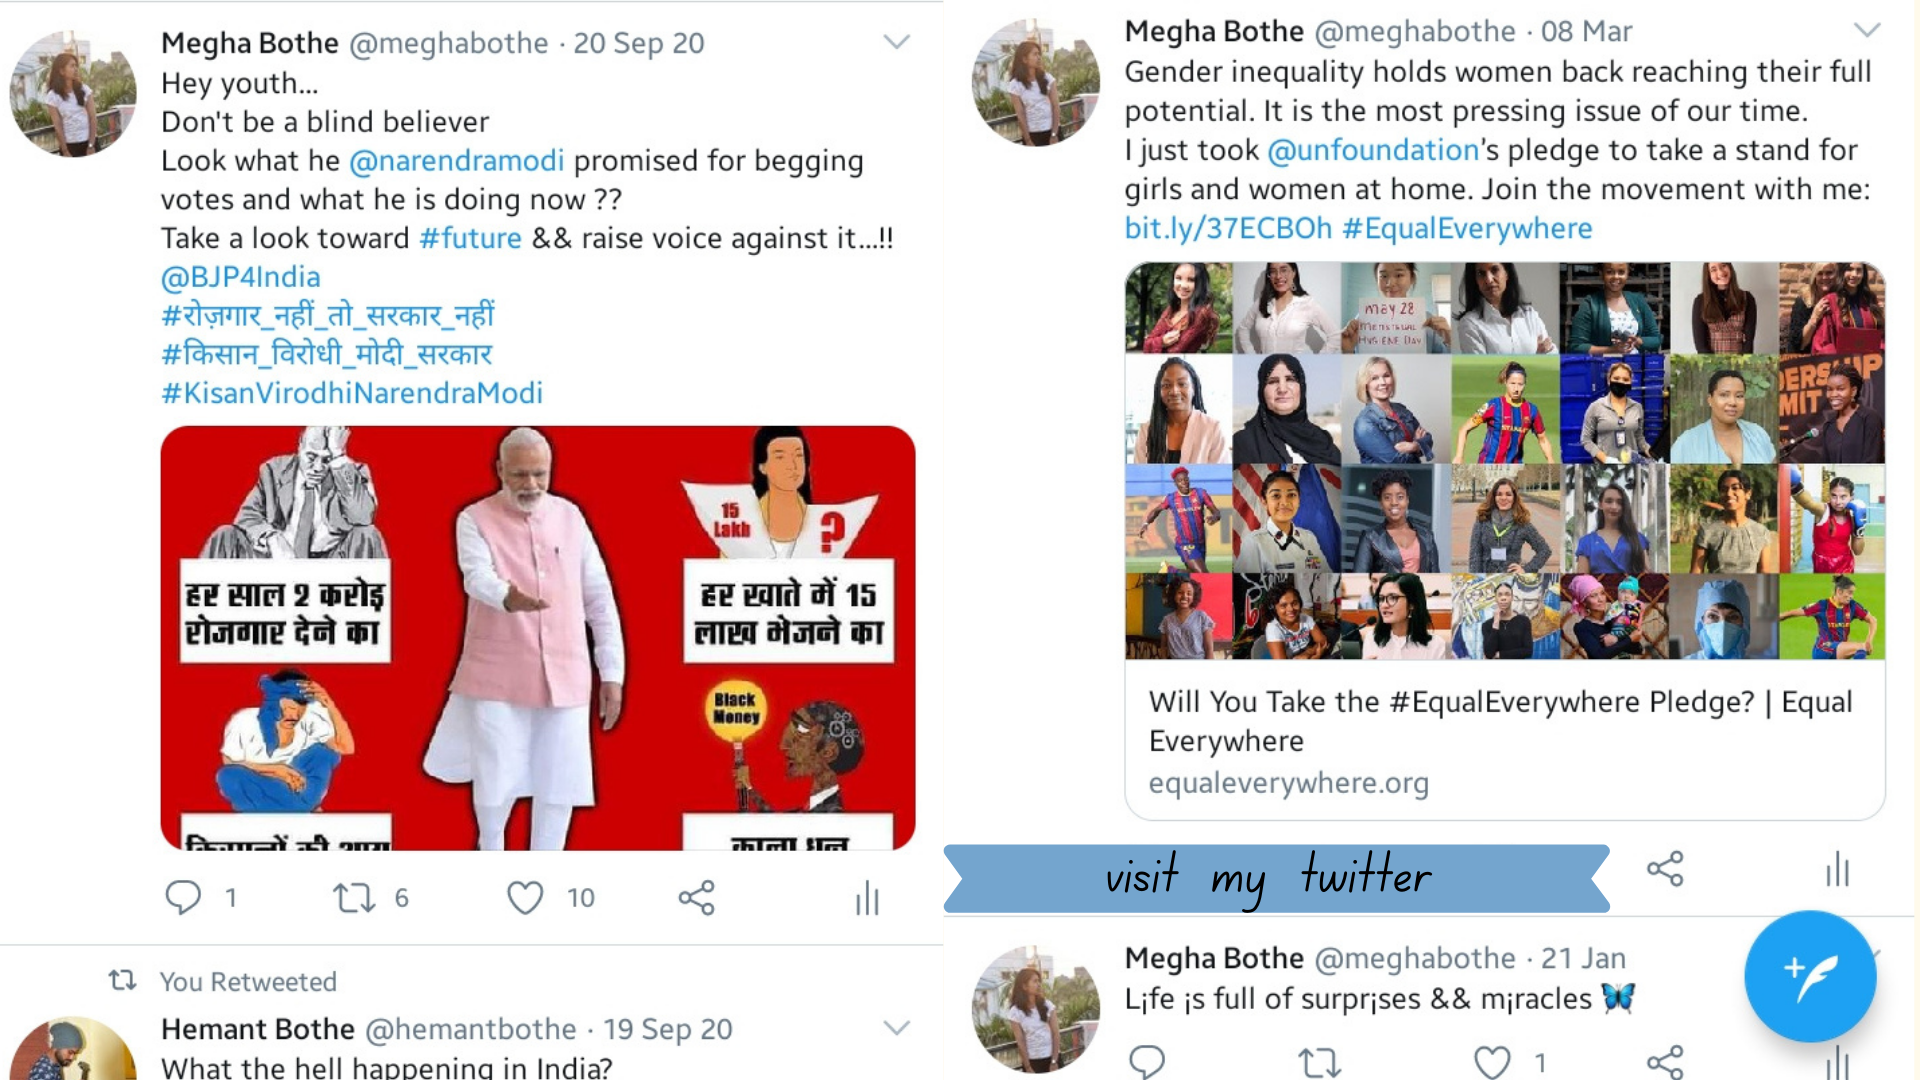 Megha Bothe @meghabothe · 20 Sep 20
Hey youth...
Don't be a blind believer
Look what he @narendramodi promised for begging
votes and what he is doing now ??
Take a look toward #future && raise voice against it...!!
@BJP4India
#रोज़गार_नहीं_तो_सरकार_नहीं
#किसान_विरोधी_मोदी_सरकार
#KisanVirodhiNarendraModi
15
Lakh
?
हर साल 2 करोड़
रोजगार देने का
हर खाते में 15
लाख भेजने का
Black
Money
किसानों की आय
काला धन
1
6
10
You Retweeted
Hemant Bothe @hemantbothe · 19 Sep 20
What the hell happening in India?
Megha Bothe @meghabothe · 08 Mar
Gender inequality holds women back reaching their full
potential. It is the most pressing issue of our time.
I just took @unfoundation's pledge to take a stand for
girls and women at home. Join the movement with me:
bit.ly/37ECBOh #EqualEverywhere
may 28
menstrual
HYGIENE DAY
Will You Take the #EqualEverywhere Pledge? | Equal
Everywhere
equaleverywhere.org
visit my twitter
Megha Bothe @meghabothe · 21 Jan
L¡fe ¡s full of surpr¡ses && m¡racles 🦋
1